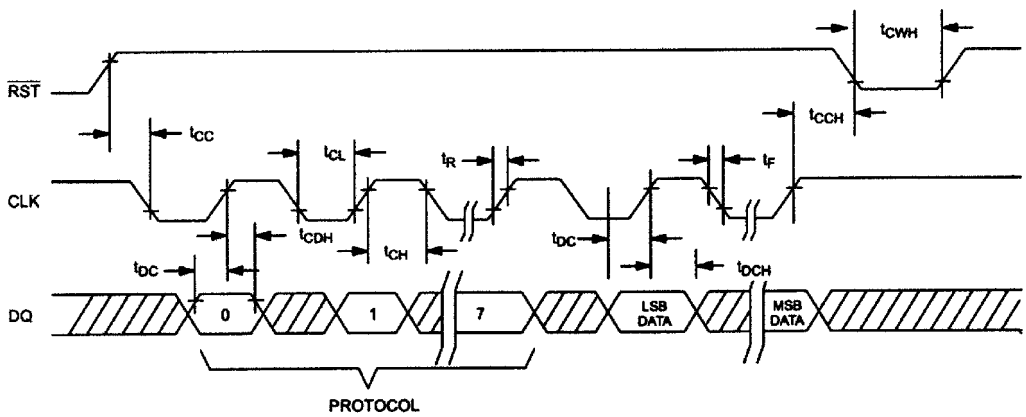 tCWH
RST
tCC
tCL
tR
tCCH
tF
CLK
tDC
tCDH
tCH
tDC
tDCH
DQ
0
1
7
LSB
DATA
MSB
DATA
PROTOCOL